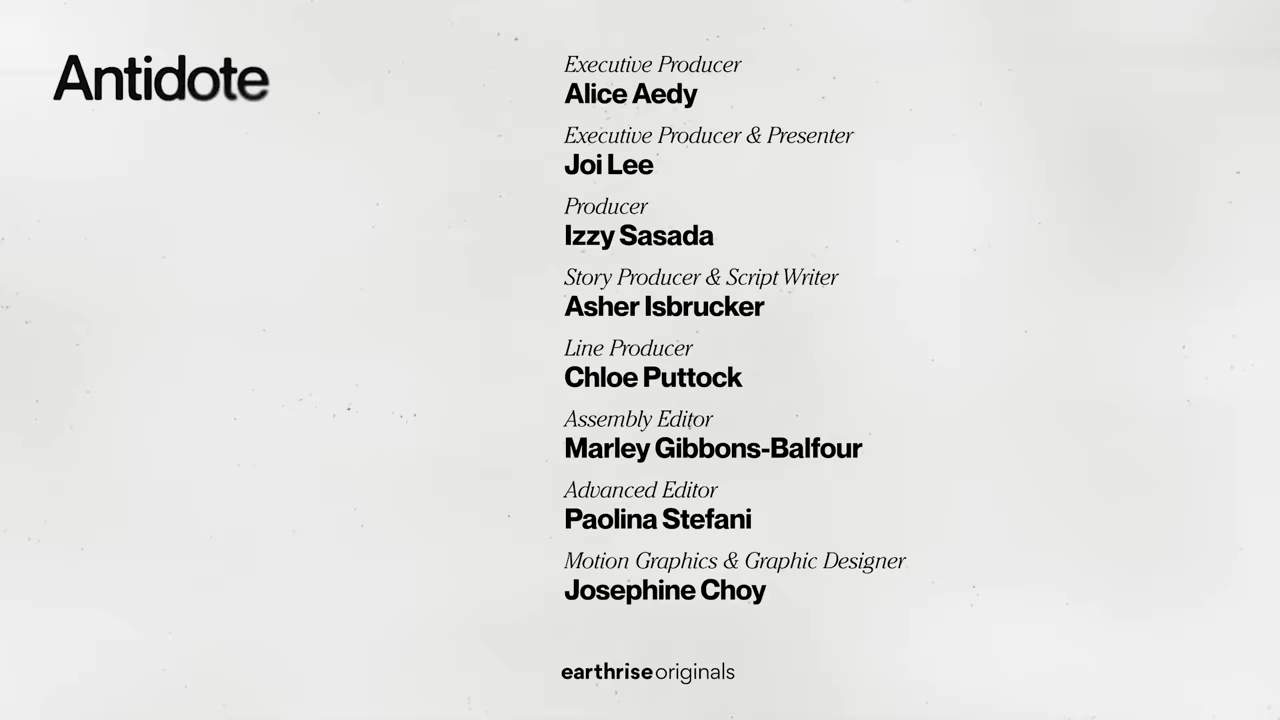 Antidote
Executive Producer
Alice Aedy
Executive Producer & Presenter
Joi Lee
Producer
Izzy Sasada
Story Producer & Script Writer
Asher Isbrucker
Line Producer
Chloe Puttock
Assembly Editor
Marley Gibbons-Balfour
Advanced Editor
Paolina Stefani
Motion Graphics & Graphic Designer
Josephine Choy
earthrise originals